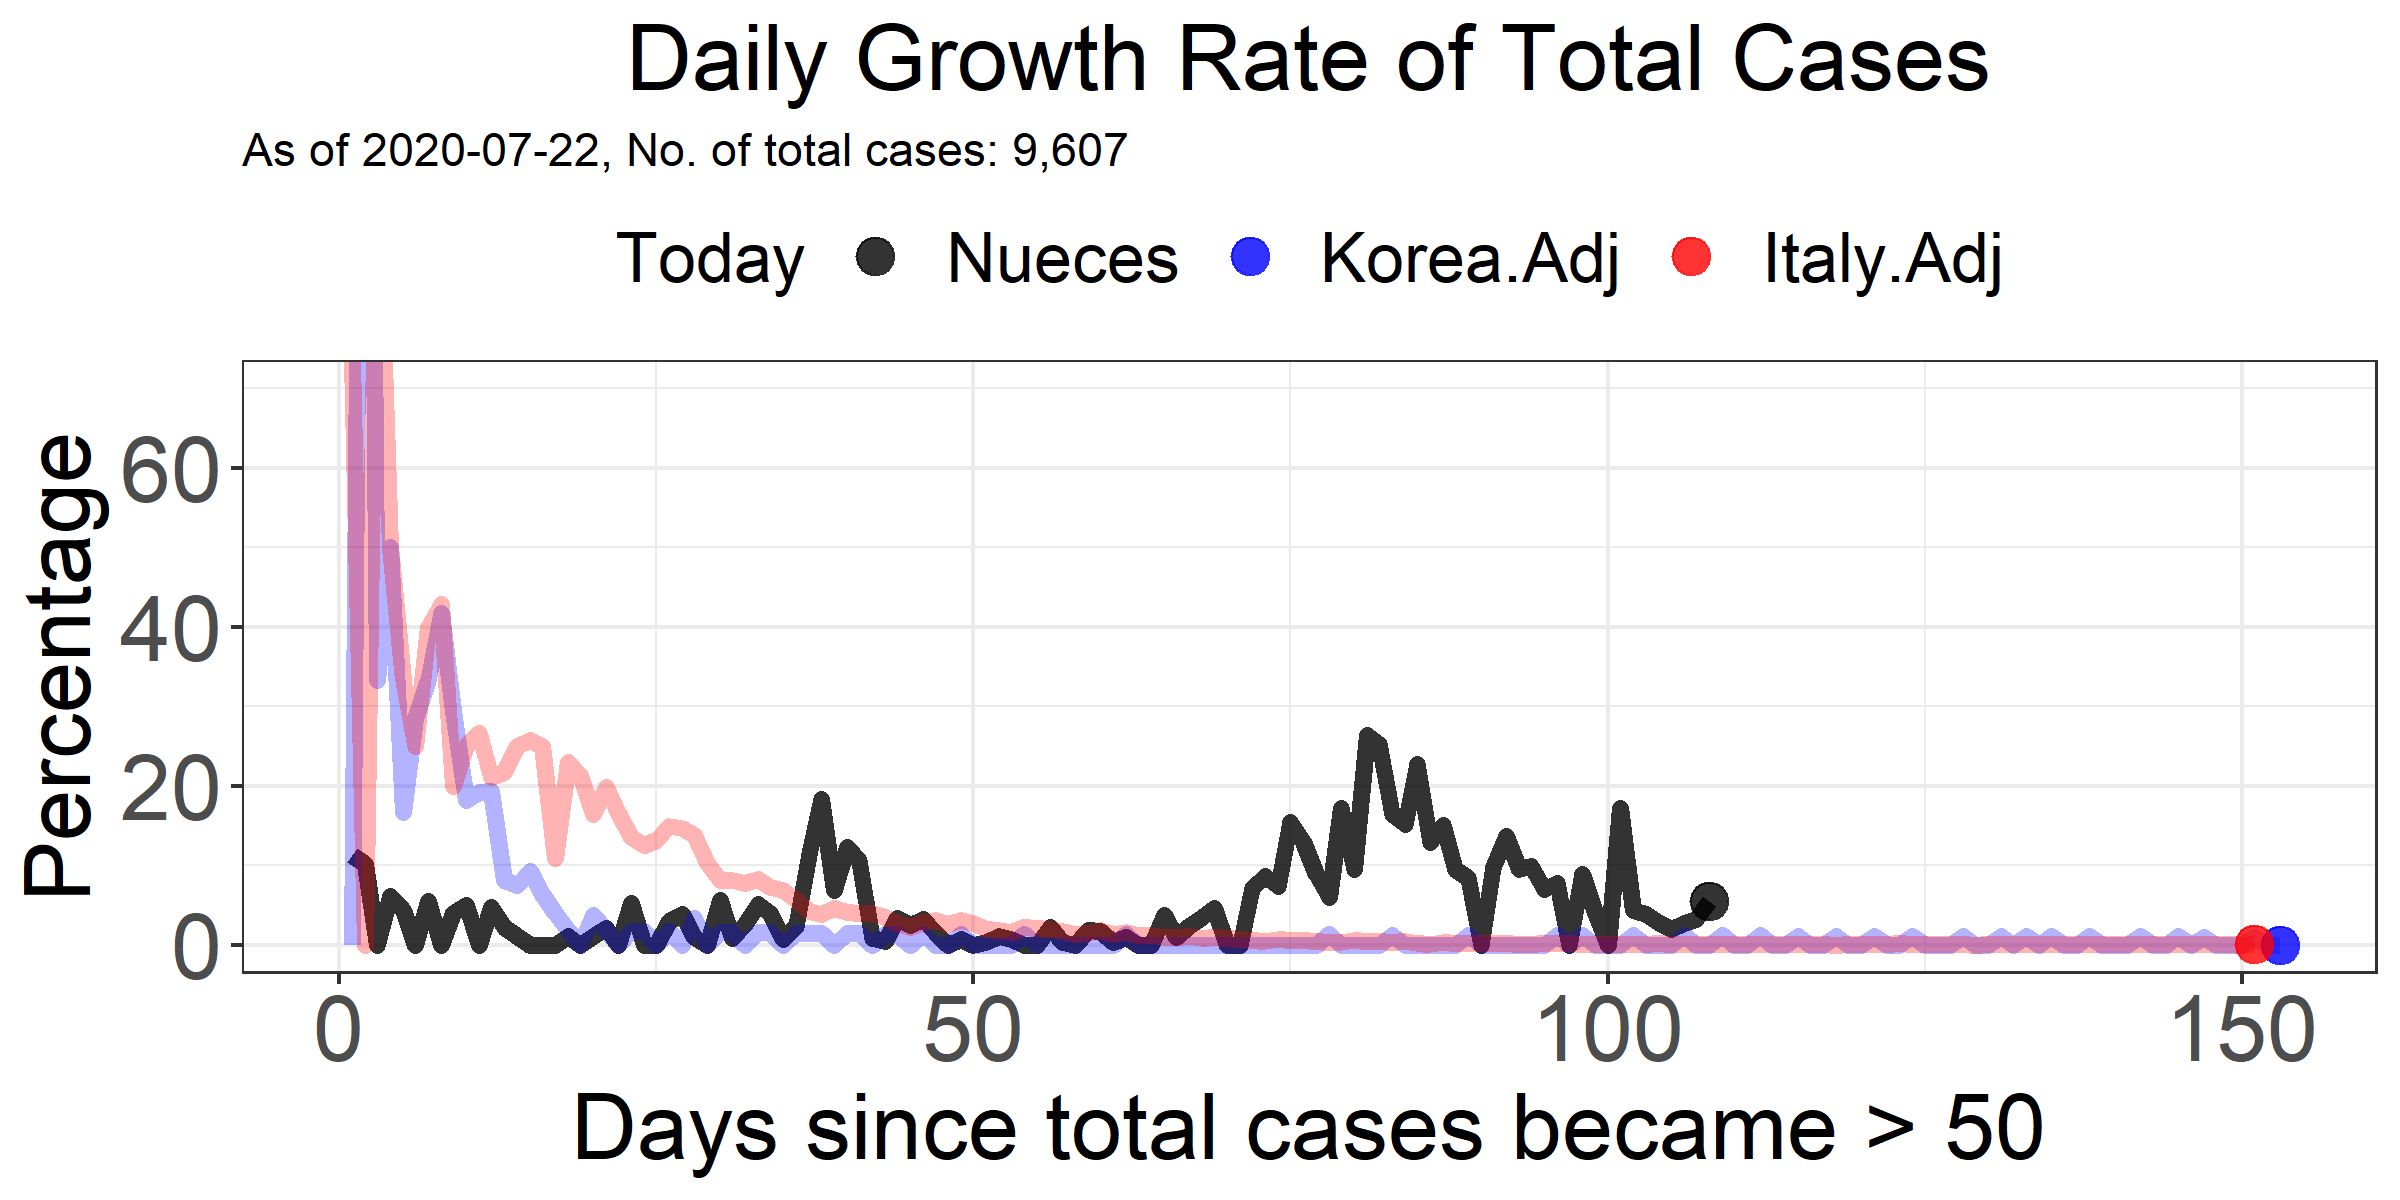 Daily Growth Rate of Total Cases
As of 2020-07-22, No. of total cases: 9,607
Today Nueces Korea.Adj Italy.Adj
Percentage
60
40
20
0
0 50 100 150
Days since total cases became > 50